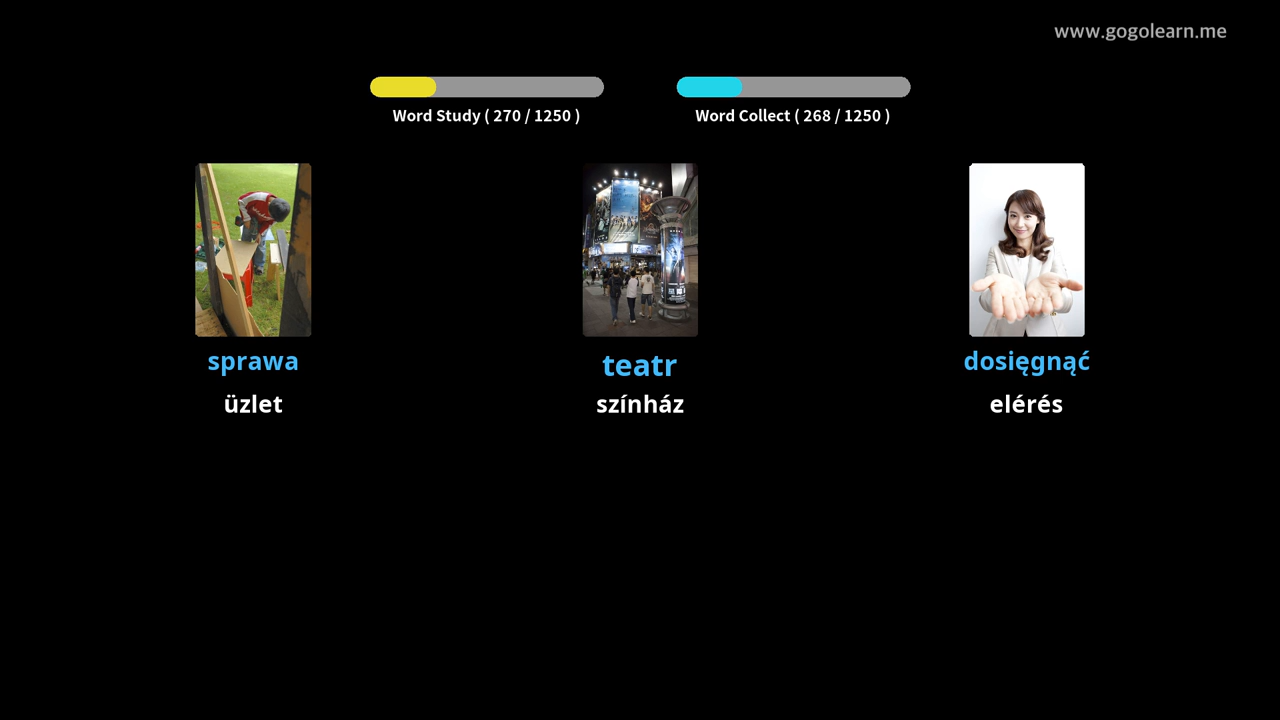 www.gogolearn.me
Word Study ( 270 / 1250 )
Word Collect ( 268 / 1250 )
sprawa
teatr
dosięgnąć
üzlet
színház
elérés